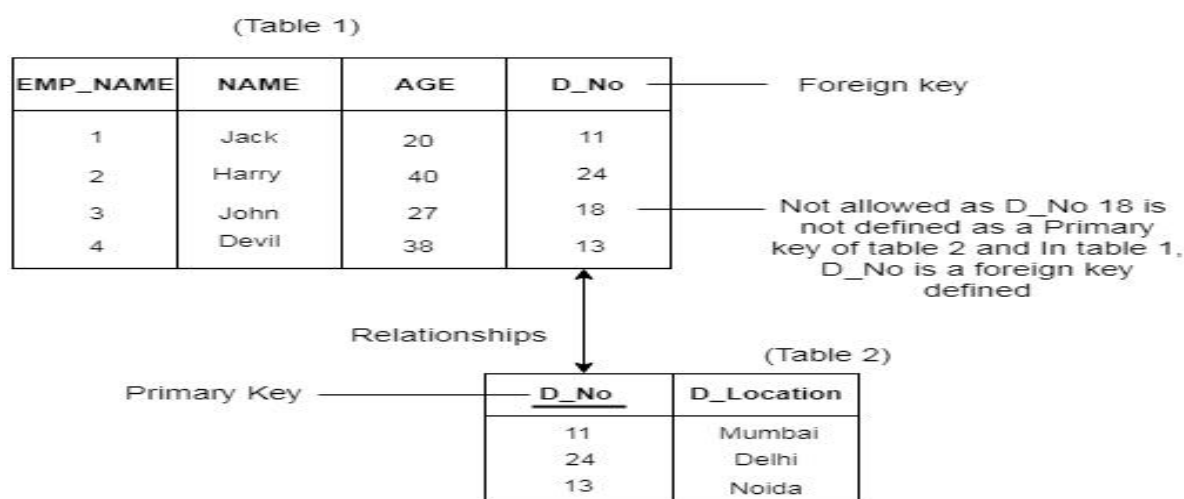 (Table 1)
EMP_NAME NAME AGE D_No Foreign key
1 Jack 20 11
2 Harry 40 24
3 John 27 18
4 Devil 38 13
Not allowed as D_No 18 is
not defined as a Primary
key of table 2 and In table 1,
D_No is a foreign key
defined
Relationships
(Table 2)
Primary Key D_No D_Location
11 Mumbai
24 Delhi
13 Noida